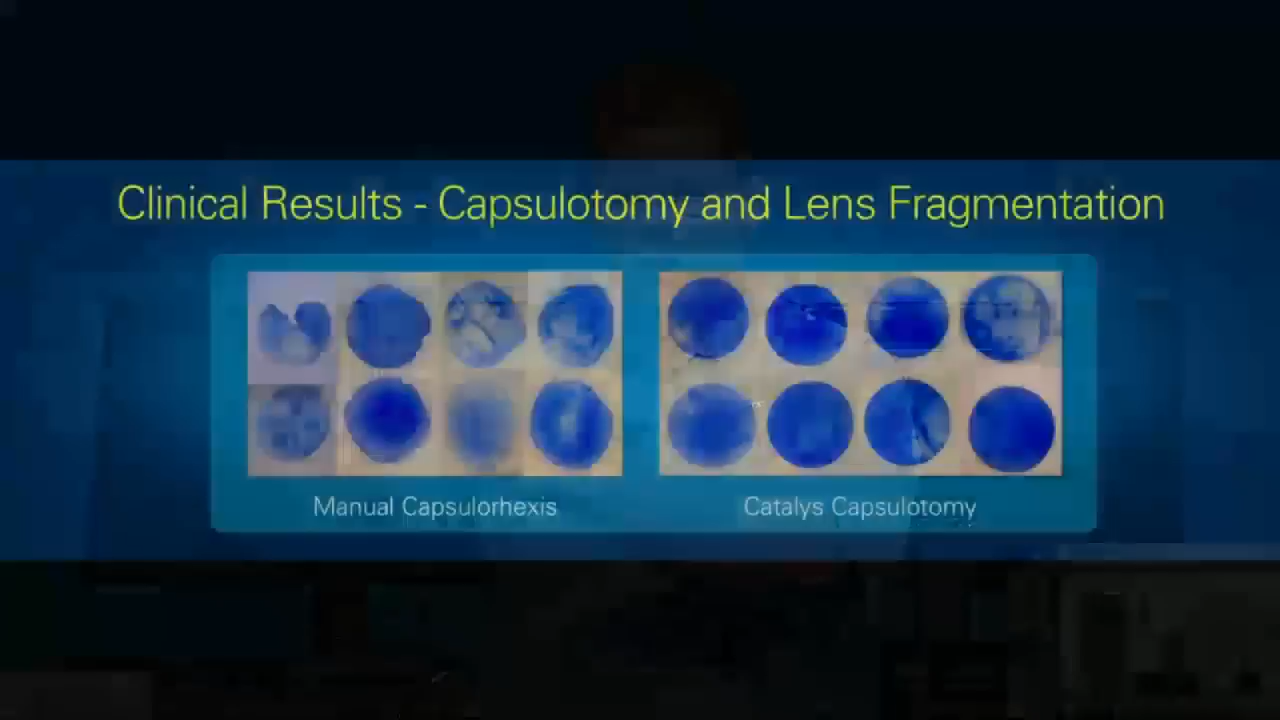 Clinical Results - Capsulotomy and Lens Fragmentation
Manual Capsulorhexis
Catalys Capsulotomy